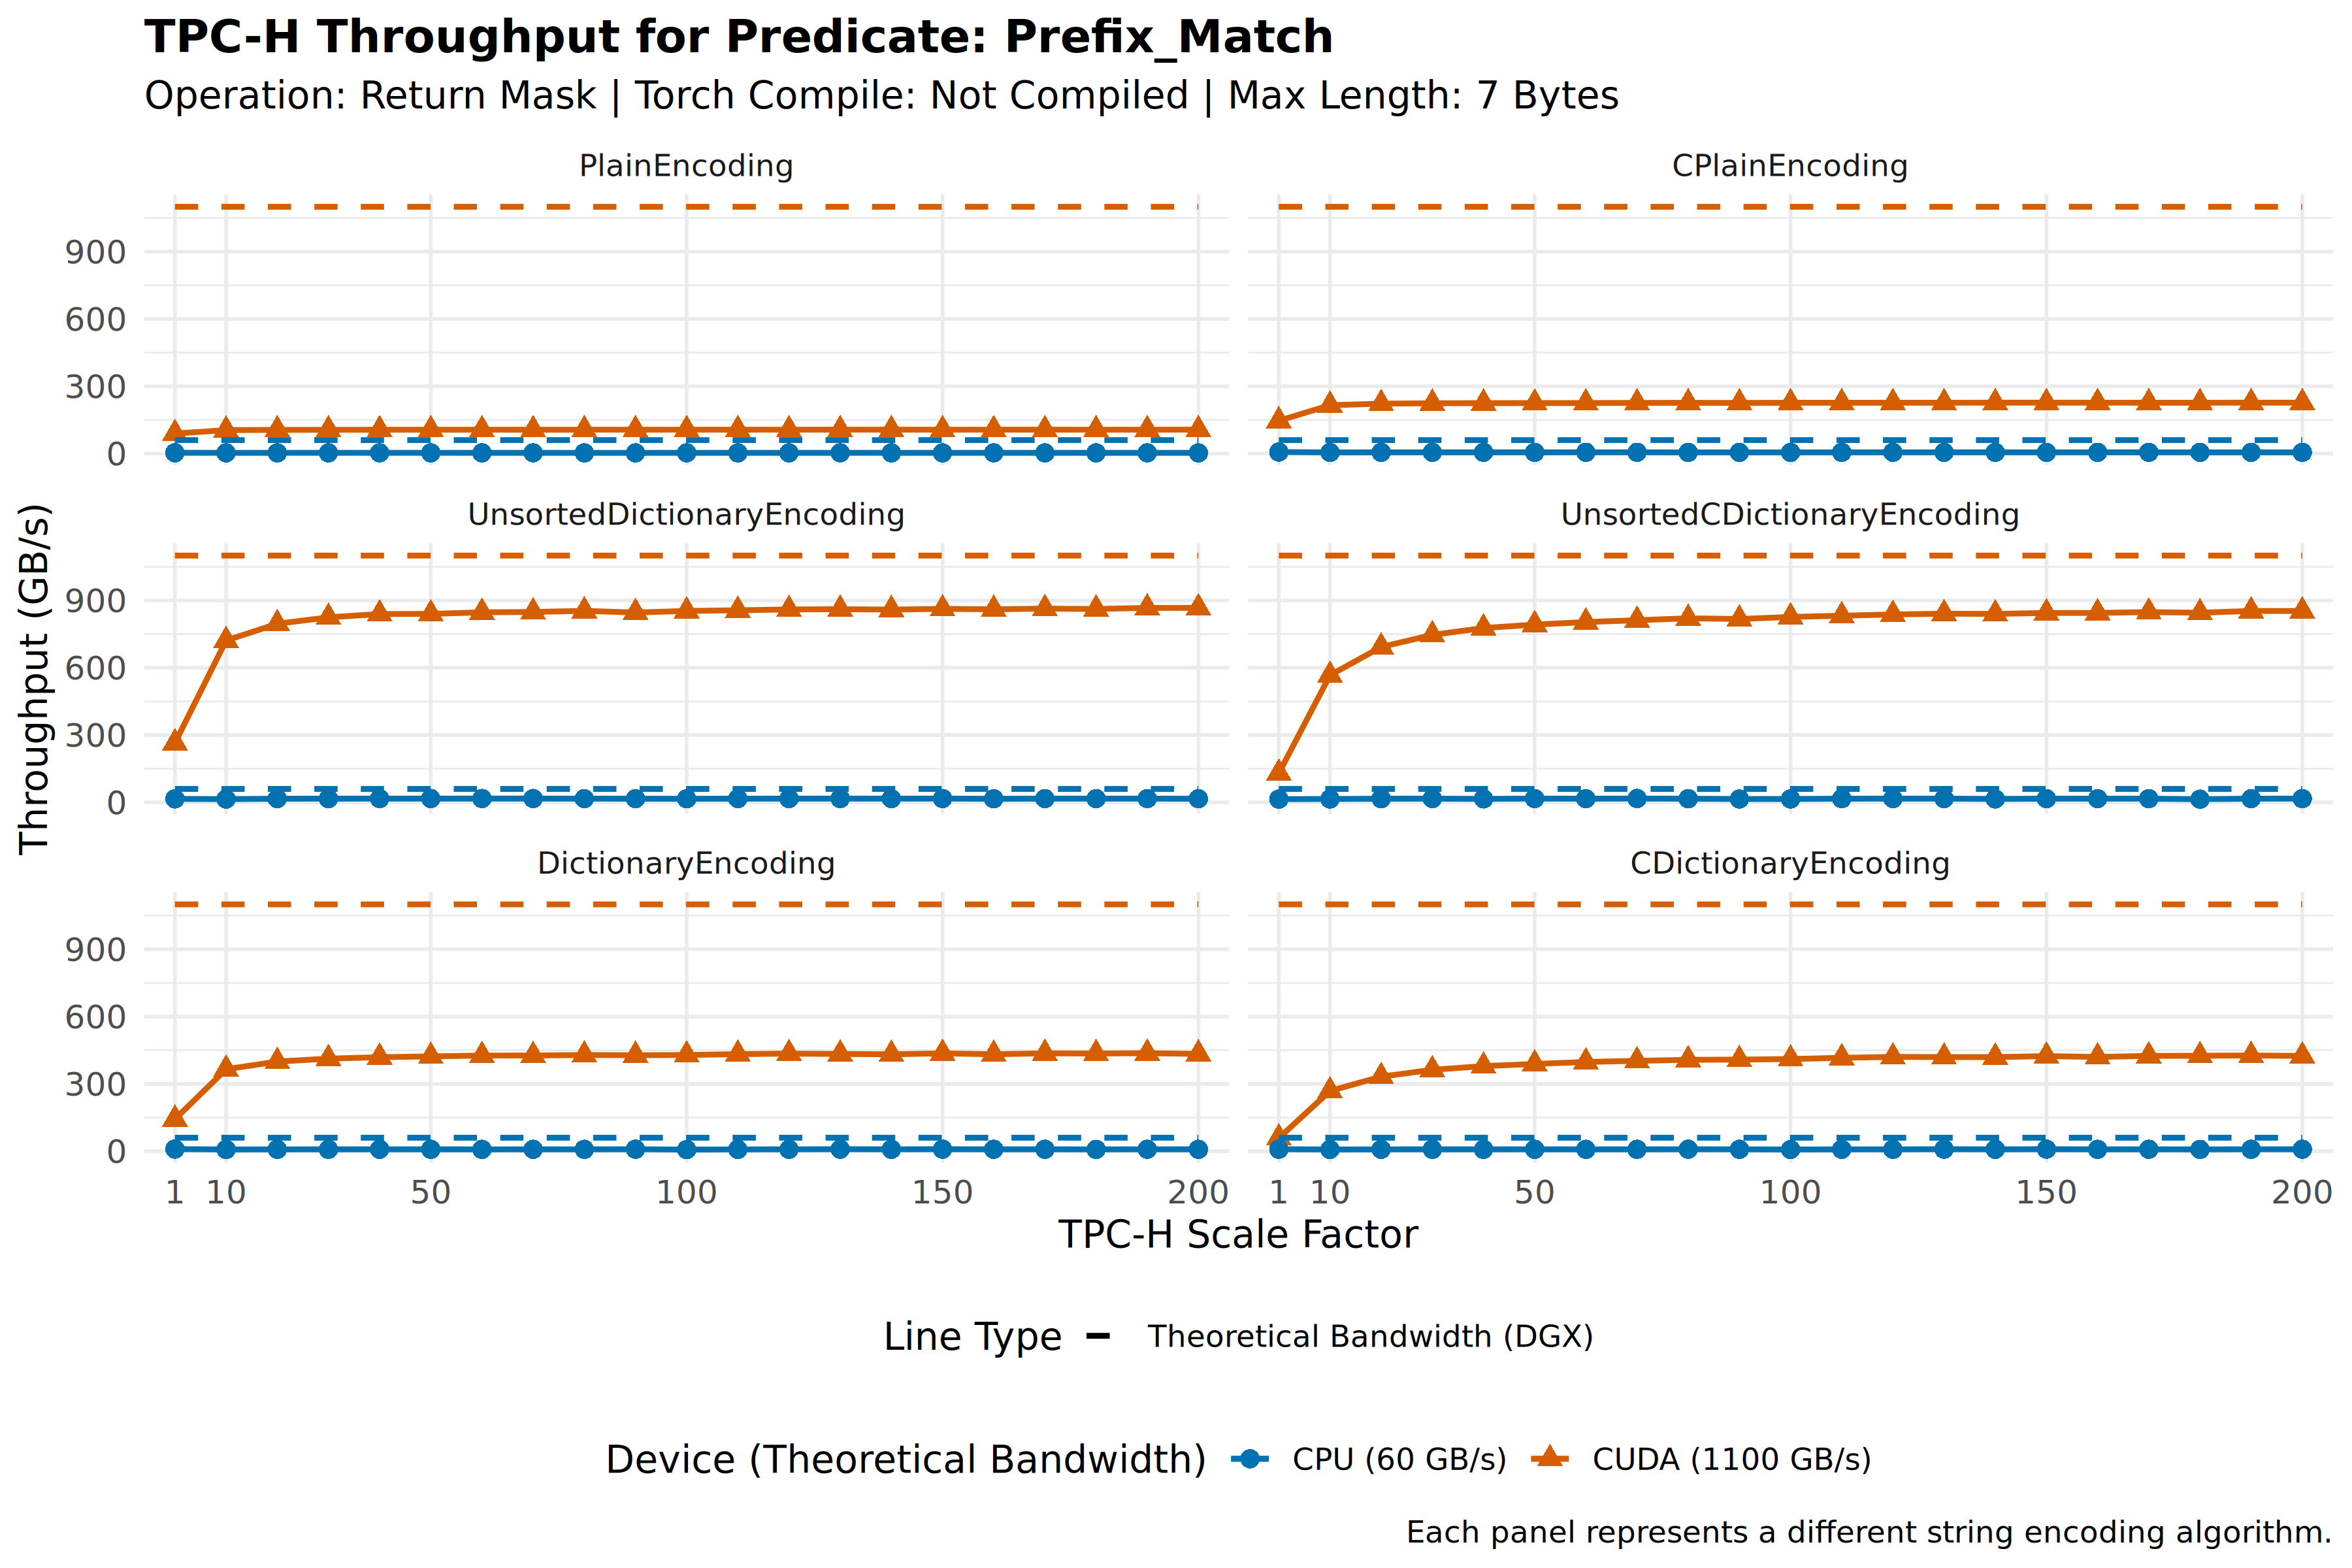 TPC-H Throughput for Predicate: Prefix_Match
Operation: Return Mask | Torch Compile: Not Compiled | Max Length: 7 Bytes
PlainEncoding
CPlainEncoding
900
600
300
0
UnsortedDictionaryEncoding
UnsortedCDictionaryEncoding
900
600
300
0
DictionaryEncoding
CDictionaryEncoding
900
600
300
0
Throughput (GB/s)
1 10 50 100 150 200
1 10 50 100 150 200
TPC-H Scale Factor
Line Type Theoretical Bandwidth (DGX)
Device (Theoretical Bandwidth) CPU (60 GB/s) CUDA (1100 GB/s)
Each panel represents a different string encoding algorithm.